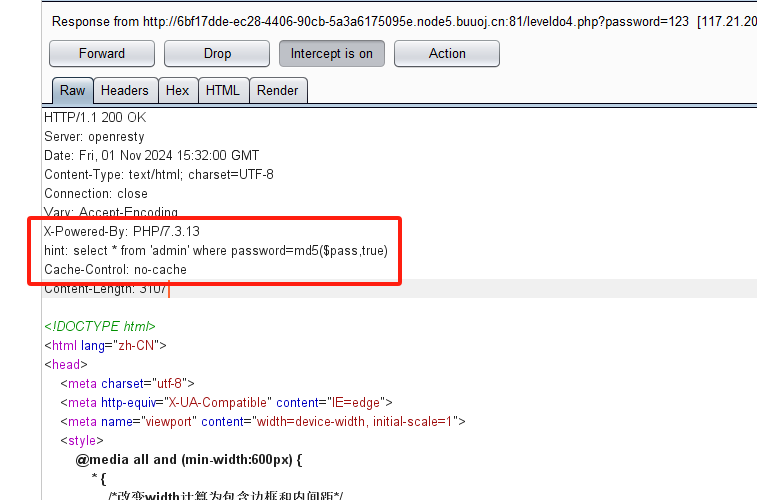 Response from http://6bf17dde-ec28-4406-90cb-5a3a6175095e.node5.buuoj.cn:81/leveldo4.php?password=123 [117.21.20
Forward Drop Intercept is on Action
Raw Headers Hex HTML Render
HTTP/1.1 200 OK
Server: openresty
Date: Fri, 01 Nov 2024 15:32:00 GMT
Content-Type: text/html; charset=UTF-8
Connection: close
Vary: Accept-Encoding
X-Powered-By: PHP/7.3.13
hint: select * from 'admin' where password=md5($pass,true)
Cache-Control: no-cache
Content-Length: 3107
<!DOCTYPE html>
<html lang="zh-CN">
<head>
<meta charset="utf-8">
<meta http-equiv="X-UA-Compatible" content="IE=edge">
<meta name="viewport" content="width=device-width, initial-scale=1">
<style>
@media all and (min-width:600px) {
* {
/*改变width计算为包含边框和内间距*/